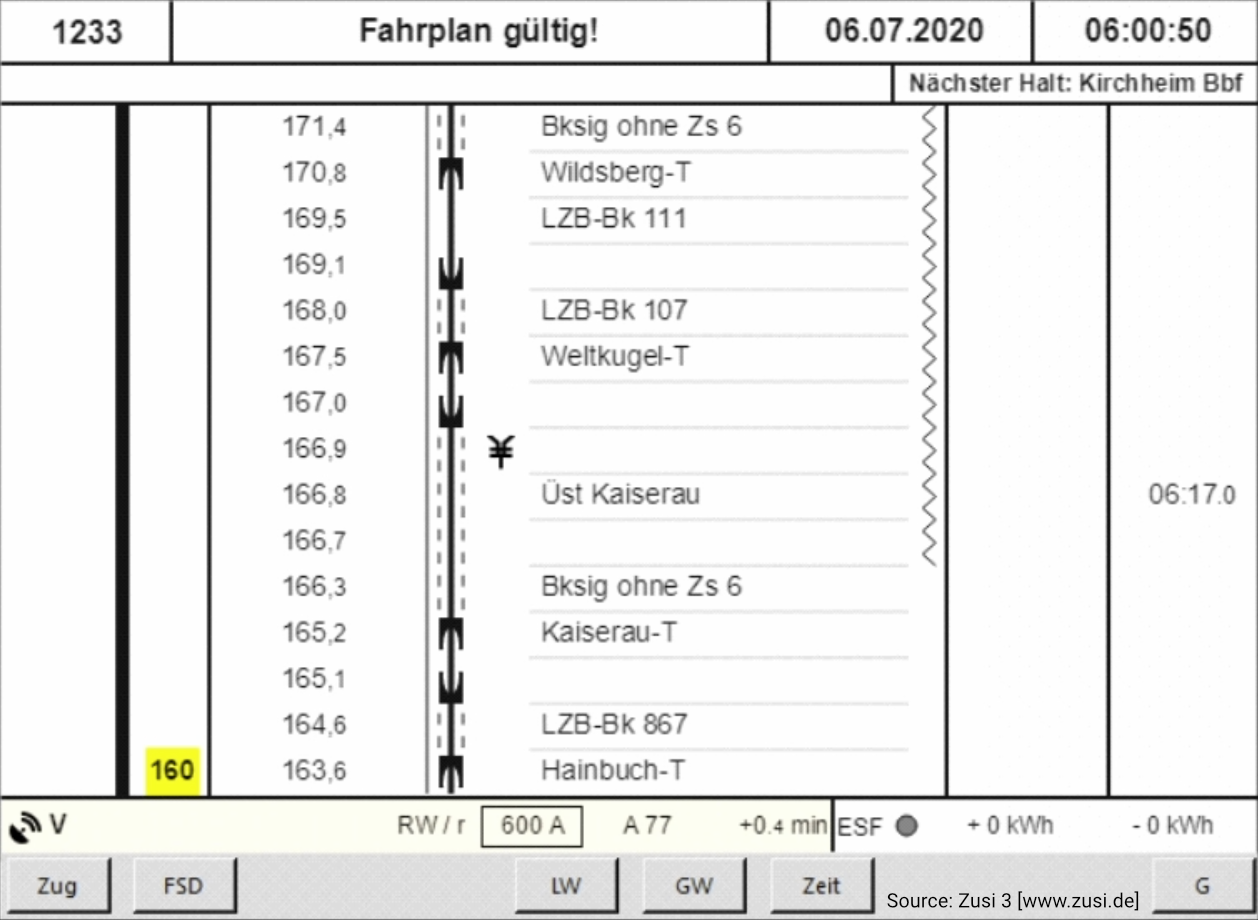 1233 Fahrplan gültig! 06.07.2020 06:00:50
Nächster Halt: Kirchheim Bbf
171,4 Bksig ohne Zs 6
170,8 Wildsberg-T
169,5 LZB-Bk 111
169,1
168,0 LZB-Bk 107
167,5 Weltkugel-T
167,0
166,9 ¥
166,8 Üst Kaiserau 06:17.0
166,7
166,3 Bksig ohne Zs 6
165,2 Kaiserau-T
165,1
164,6 LZB-Bk 867
160 163,6 Hainbuch-T
V RW / r 600 A A 77 +0.4 min ESF + 0 kWh - 0 kWh
Zug FSD LW GW Zeit G
Source: Zusi 3 [www.zusi.de]